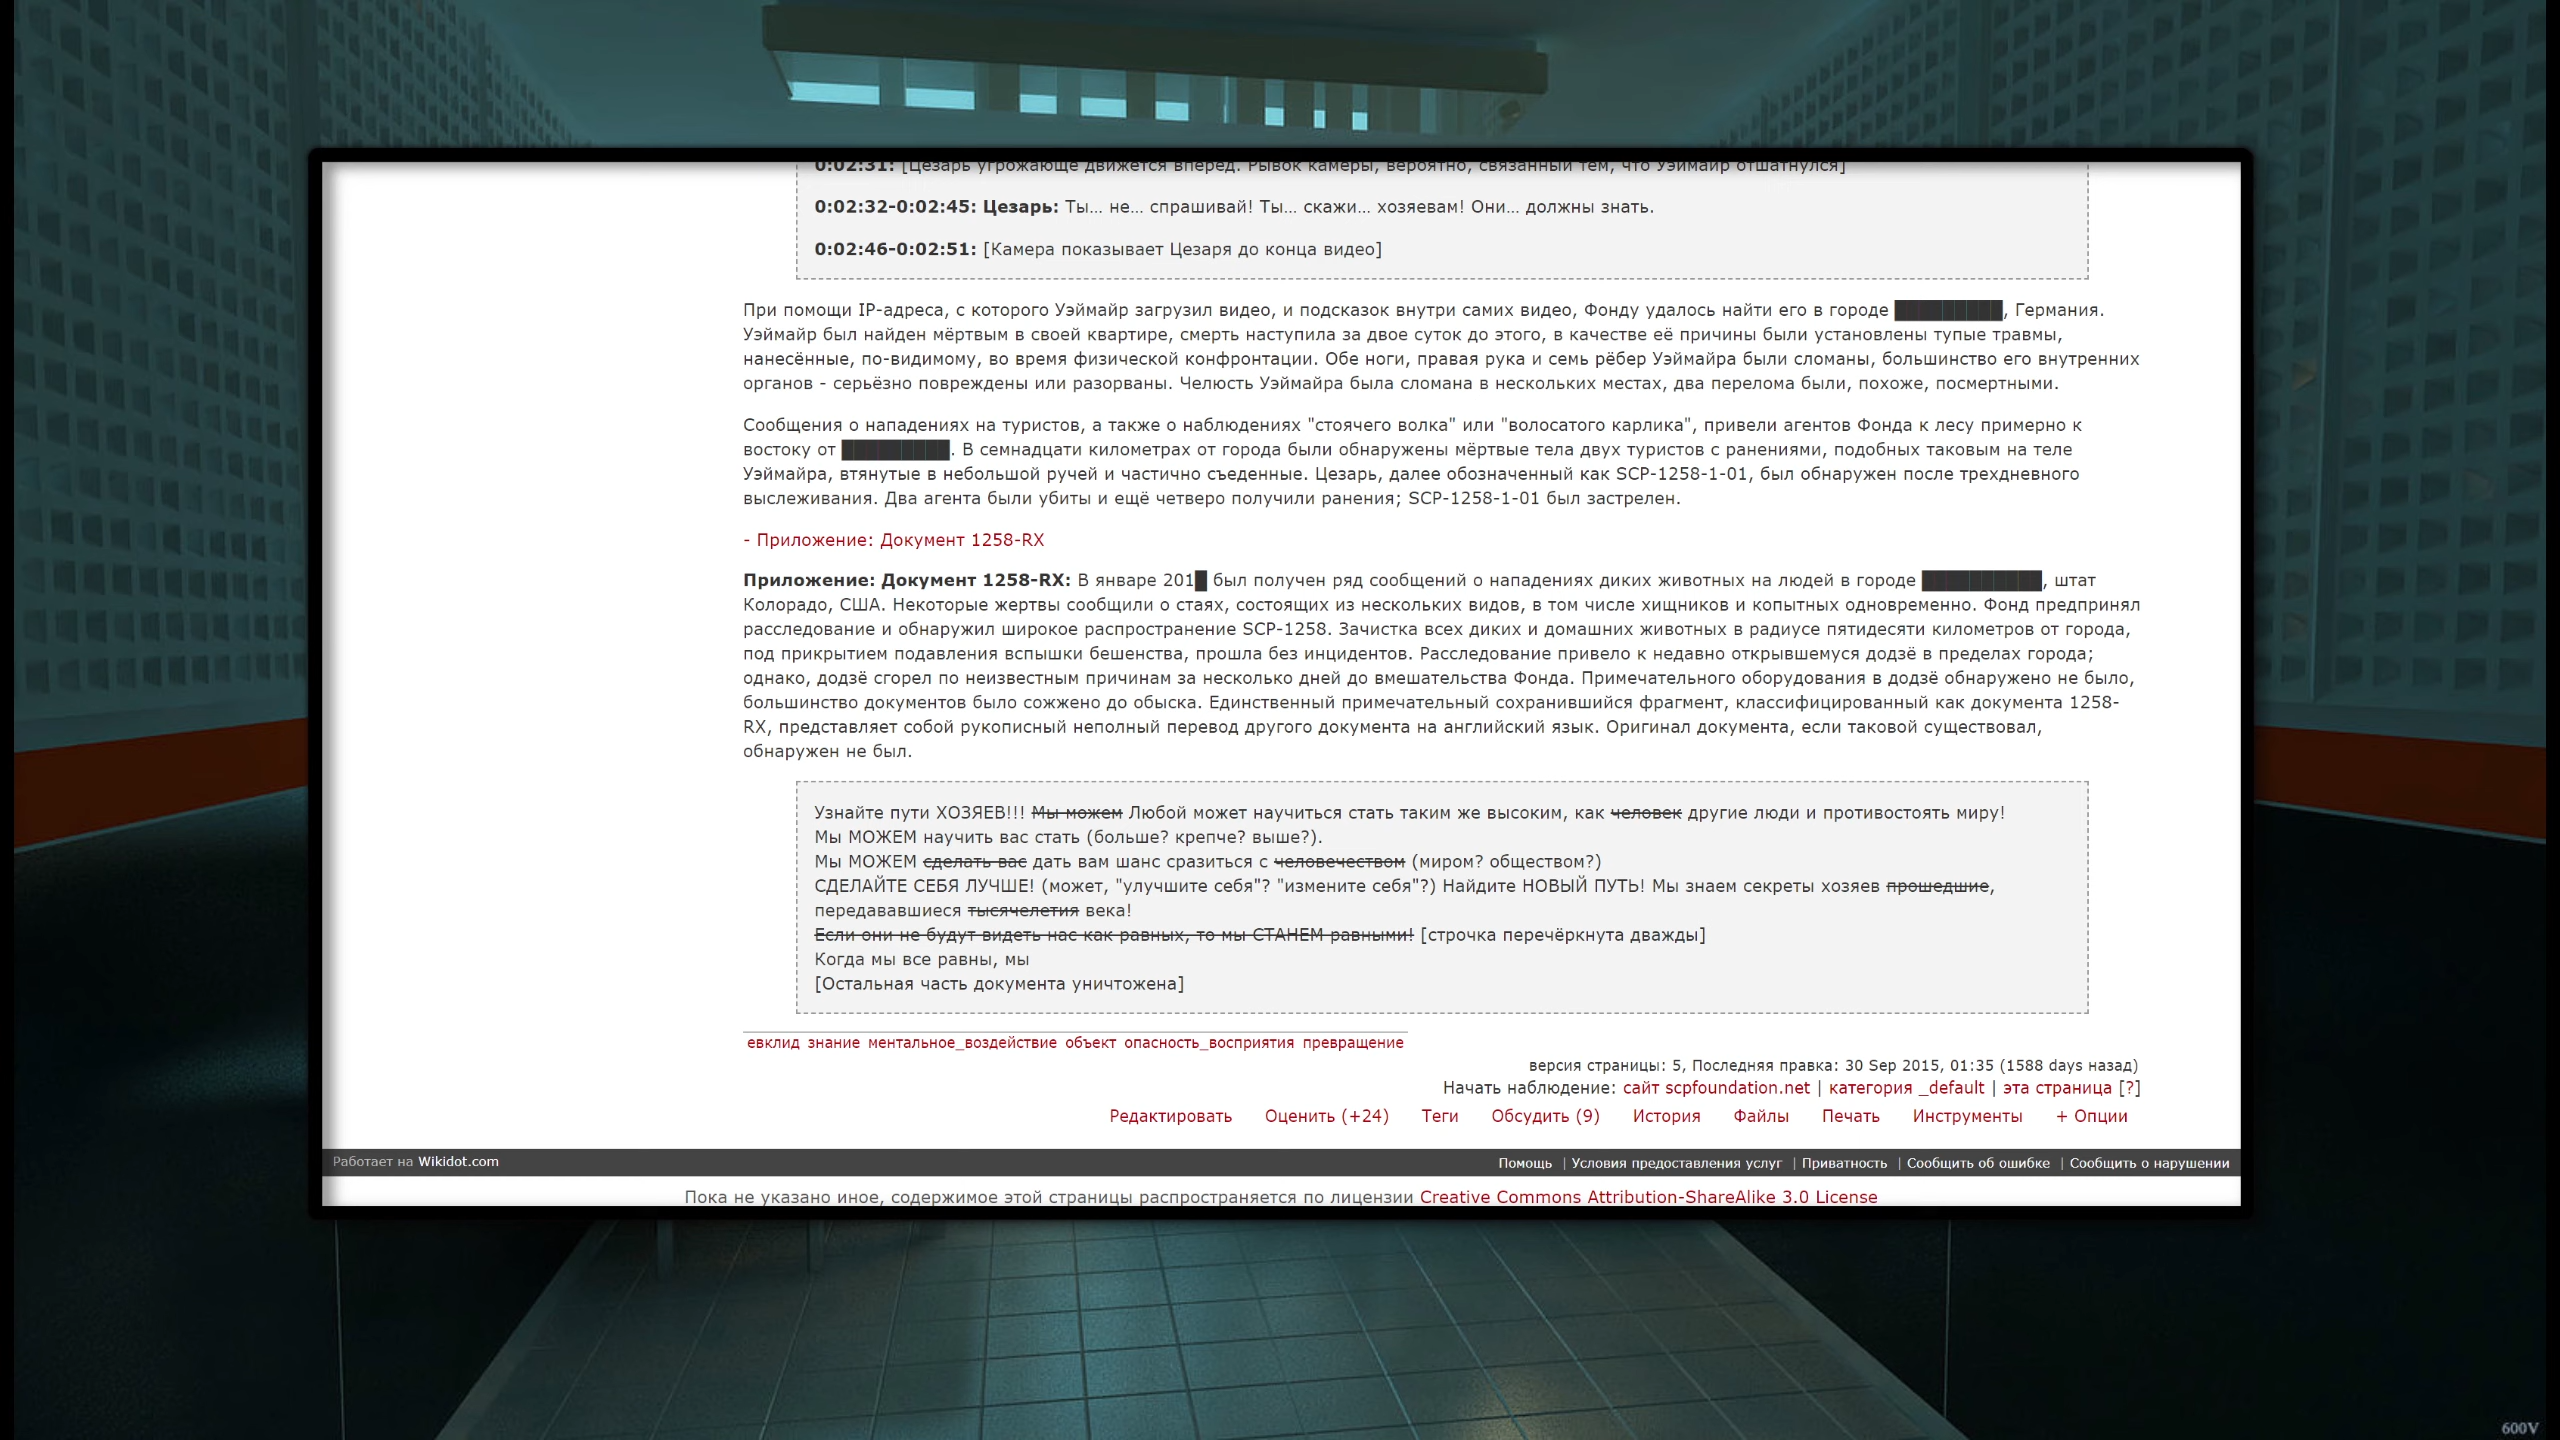 0:02:31: [Цезарь угрожающе движется вперёд. Рывок камеры, вероятно, связанный тем, что Уэймайр отшатнулся]
0:02:32-0:02:45: Цезарь: Ты… не… спрашивай! Ты… скажи… хозяевам! Они… должны знать.
0:02:46-0:02:51: [Камера показывает Цезаря до конца видео]
При помощи IP-адреса, с которого Уэймайр загрузил видео, и подсказок внутри самих видео, Фонду удалось найти его в городе █████████, Германия.
Уэймайр был найден мёртвым в своей квартире, смерть наступила за двое суток до этого, в качестве её причины были установлены тупые травмы,
нанесённые, по-видимому, во время физической конфронтации. Обе ноги, правая рука и семь рёбер Уэймайра были сломаны, большинство его внутренних
органов - серьёзно повреждены или разорваны. Челюсть Уэймайра была сломана в нескольких местах, два перелома были, похоже, посмертными.
Сообщения о нападениях на туристов, а также о наблюдениях "стоячего волка" или "волосатого карлика", привели агентов Фонда к лесу примерно к
востоку от █████████. В семнадцати километрах от города были обнаружены мёртвые тела двух туристов с ранениями, подобных таковым на теле
Уэймайра, втянутые в небольшой ручей и частично съеденные. Цезарь, далее обозначенный как SCP-1258-1-01, был обнаружен после трехдневного
выслеживания. Два агента были убиты и ещё четверо получили ранения; SCP-1258-1-01 был застрелен.
- Приложение: Документ 1258-RX
Приложение: Документ 1258-RX: В январе 201█ был получен ряд сообщений о нападениях диких животных на людей в городе ██████████, штат
Колорадо, США. Некоторые жертвы сообщили о стаях, состоящих из нескольких видов, в том числе хищников и копытных одновременно. Фонд предпринял
расследование и обнаружил широкое распространение SCP-1258. Зачистка всех диких и домашних животных в радиусе пятидесяти километров от города,
под прикрытием подавления вспышки бешенства, прошла без инцидентов. Расследование привело к недавно открывшемуся додзё в пределах города;
однако, додзё сгорел по неизвестным причинам за несколько дней до вмешательства Фонда. Примечательного оборудования в додзё обнаружено не было,
большинство документов было сожжено до обыска. Единственный примечательный сохранившийся фрагмент, классифицированный как документа 1258-
RX, представляет собой рукописный неполный перевод другого документа на английский язык. Оригинал документа, если таковой существовал,
обнаружен не был.
Узнайте пути ХОЗЯЕВ!!! Мы можем Любой может научиться стать таким же высоким, как человек другие люди и противостоять миру!
Мы МОЖЕМ научить вас стать (больше? крепче? выше?).
Мы МОЖЕМ сделать вас дать вам шанс сразиться с человечеством (миром? обществом?)
СДЕЛАЙТЕ СЕБЯ ЛУЧШЕ! (может, "улучшите себя"? "измените себя"?) Найдите НОВЫЙ ПУТЬ! Мы знаем секреты хозяев прошедшие,
передававшиеся тысячелетия века!
Если они не будут видеть нас как равных, то мы СТАНЕМ равными! [строчка перечёркнута дважды]
Когда мы все равны, мы
[Остальная часть документа уничтожена]
евклид знание ментальное_воздействие объект опасность_восприятия превращение
версия страницы: 5, Последняя правка: 30 Sep 2015, 01:35 (1588 days назад)
Начать наблюдение: сайт scpfoundation.net | категория _default | эта страница [?]
Редактировать Оценить (+24) Теги Обсудить (9) История Файлы Печать Инструменты + Опции
Работает на Wikidot.com
Помощь | Условия предоставления услуг | Приватность | Сообщить об ошибке | Сообщить о нарушении
Пока не указано иное, содержимое этой страницы распространяется по лицензии Creative Commons Attribution-ShareAlike 3.0 License
600V